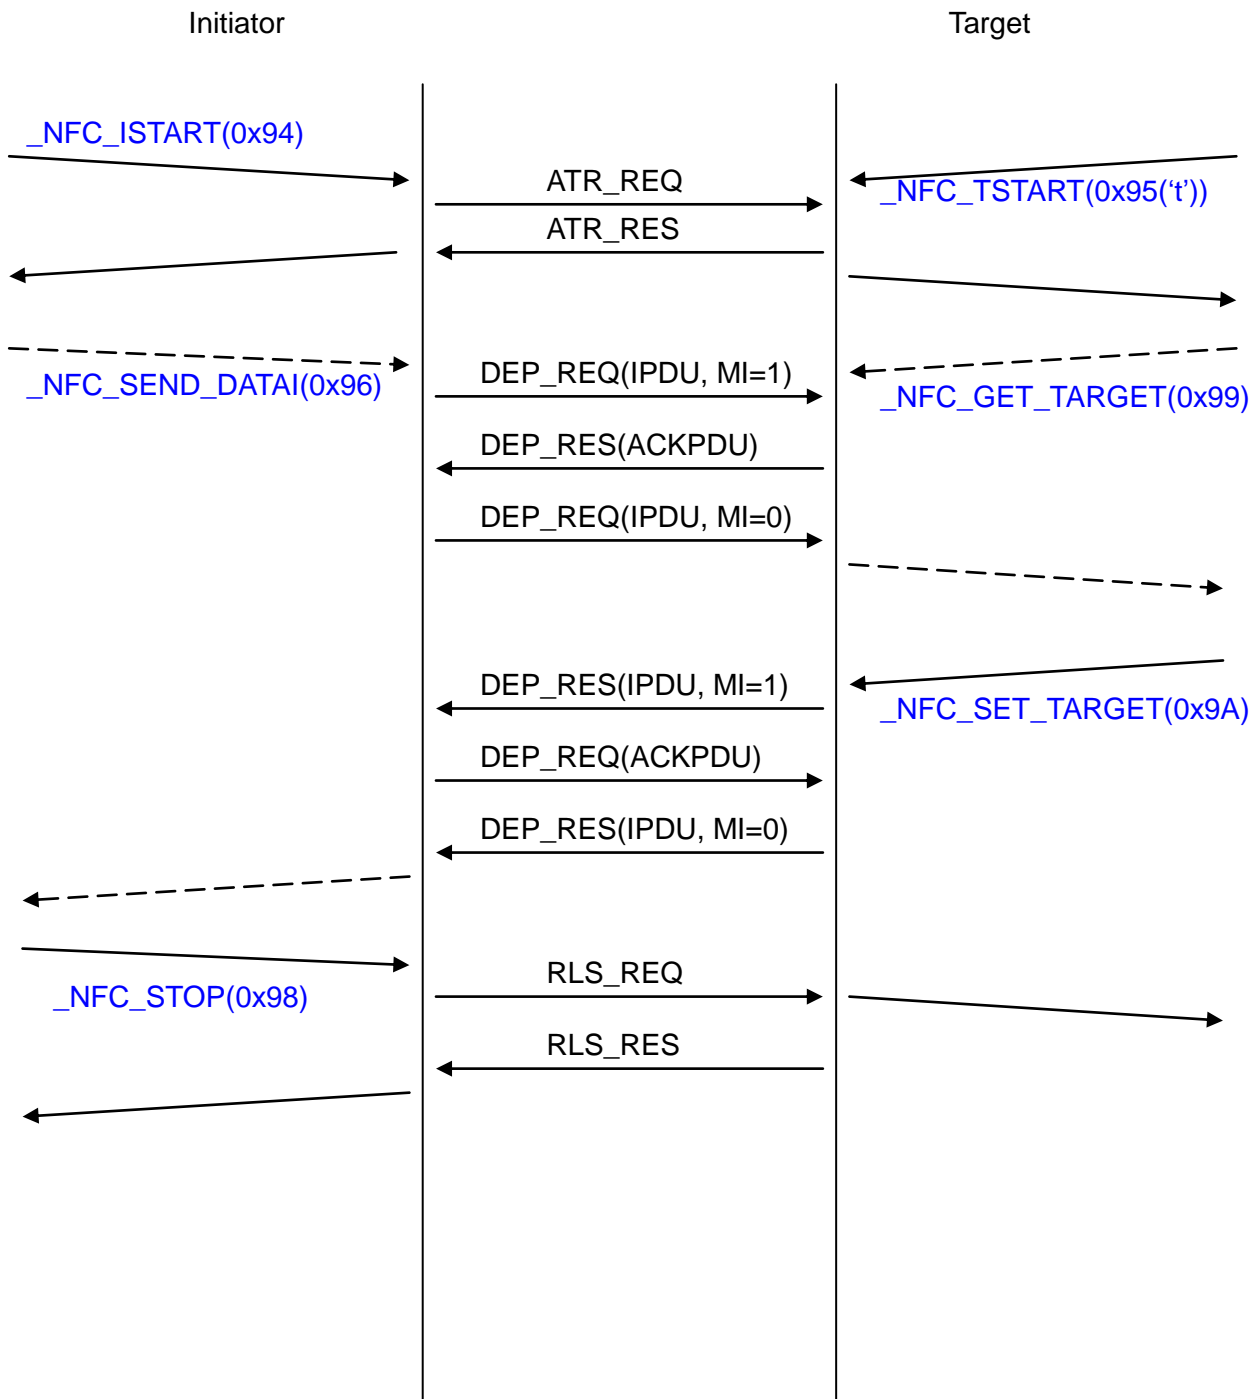 Initiator
Target
_NFC_ISTART(0x94)
ATR_REQ
_NFC_TSTART(0x95(‘t’))
ATR_RES
_NFC_SEND_DATAI(0x96)
DEP_REQ(IPDU, MI=1)
_NFC_GET_TARGET(0x99)
DEP_RES(ACKPDU)
DEP_REQ(IPDU, MI=0)
DEP_RES(IPDU, MI=1)
_NFC_SET_TARGET(0x9A)
DEP_REQ(ACKPDU)
DEP_RES(IPDU, MI=0)
_NFC_STOP(0x98)
RLS_REQ
RLS_RES